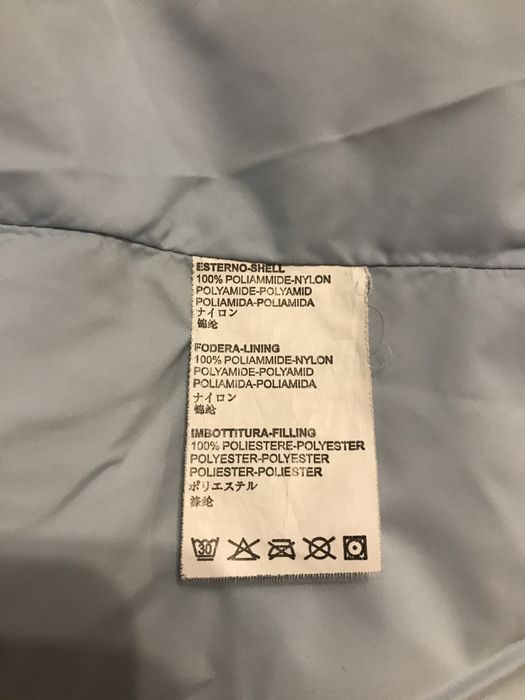 ESTERNO-SHELL
100% POLIAMMIDE-NYLON
POLYAMIDE-POLYAMID
POLIAMIDA-POLIAMIDA
ナイロン
锦纶
FODERA-LINING
100% POLIAMMIDE-NYLON
POLYAMIDE-POLYAMID
POLIAMIDA-POLIAMIDA
ナイロン
锦纶
IMBOTTITURA-FILLING
100% POLIESTERE-POLYESTER
POLYESTER-POLYESTER
POLIESTER-POLIESTER
ポリエステル
涤纶
30